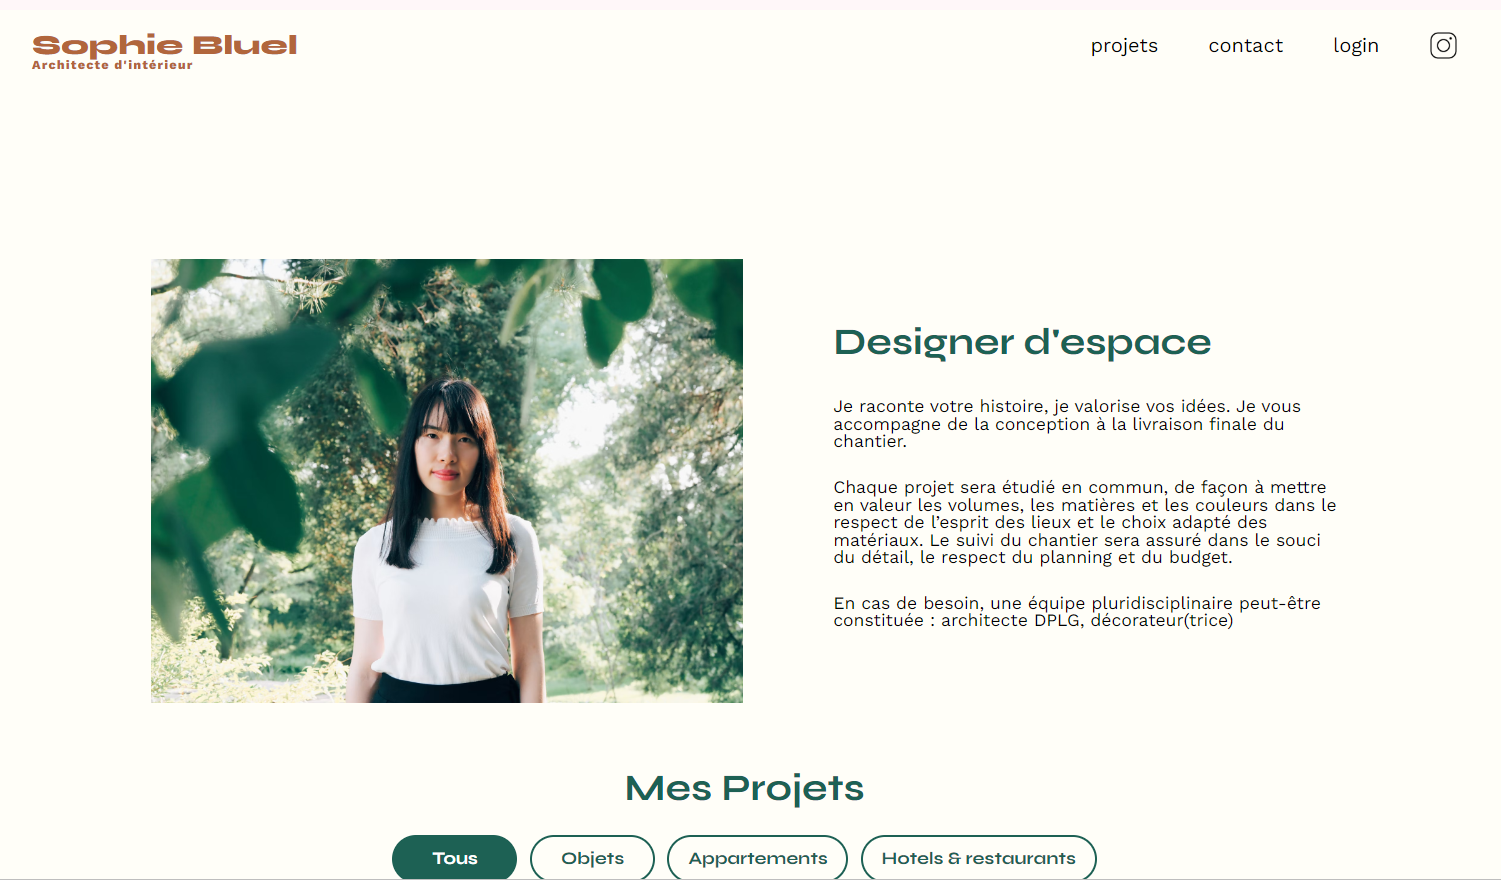 Sophie Bluel
Architecte d'intérieur
projets
contact
login
Designer d'espace
Je raconte votre histoire, je valorise vos idées. Je vous
accompagne de la conception à la livraison finale du
chantier.
Chaque projet sera étudié en commun, de façon à mettre
en valeur les volumes, les matières et les couleurs dans le
respect de l’esprit des lieux et le choix adapté des
matériaux. Le suivi du chantier sera assuré dans le souci
du détail, le respect du planning et du budget.
En cas de besoin, une équipe pluridisciplinaire peut-être
constituée : architecte DPLG, décorateur(trice)
Mes Projets
Tous
Objets
Appartements
Hotels & restaurants